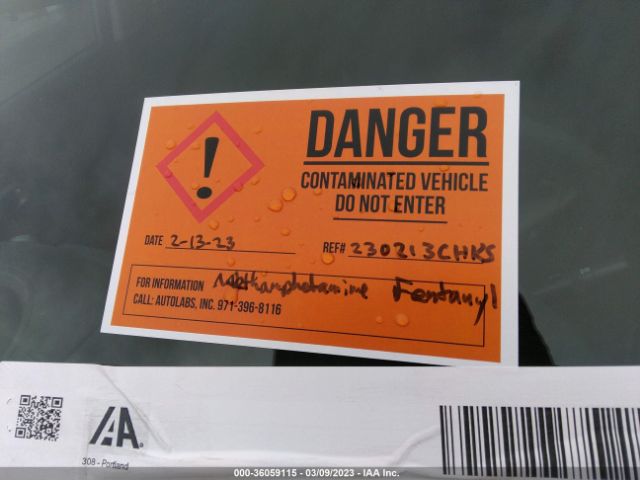 DANGER
CONTAMINATED VEHICLE
DO NOT ENTER
DATE 2-13-23 REF# 230213CHKS
FOR INFORMATION Methamphetamine Fentanyl
CALL: AUTOLABS, INC. 971-396-8116
IAA
308 - Portland
000-36059115 - 03/09/2023 - IAA Inc.